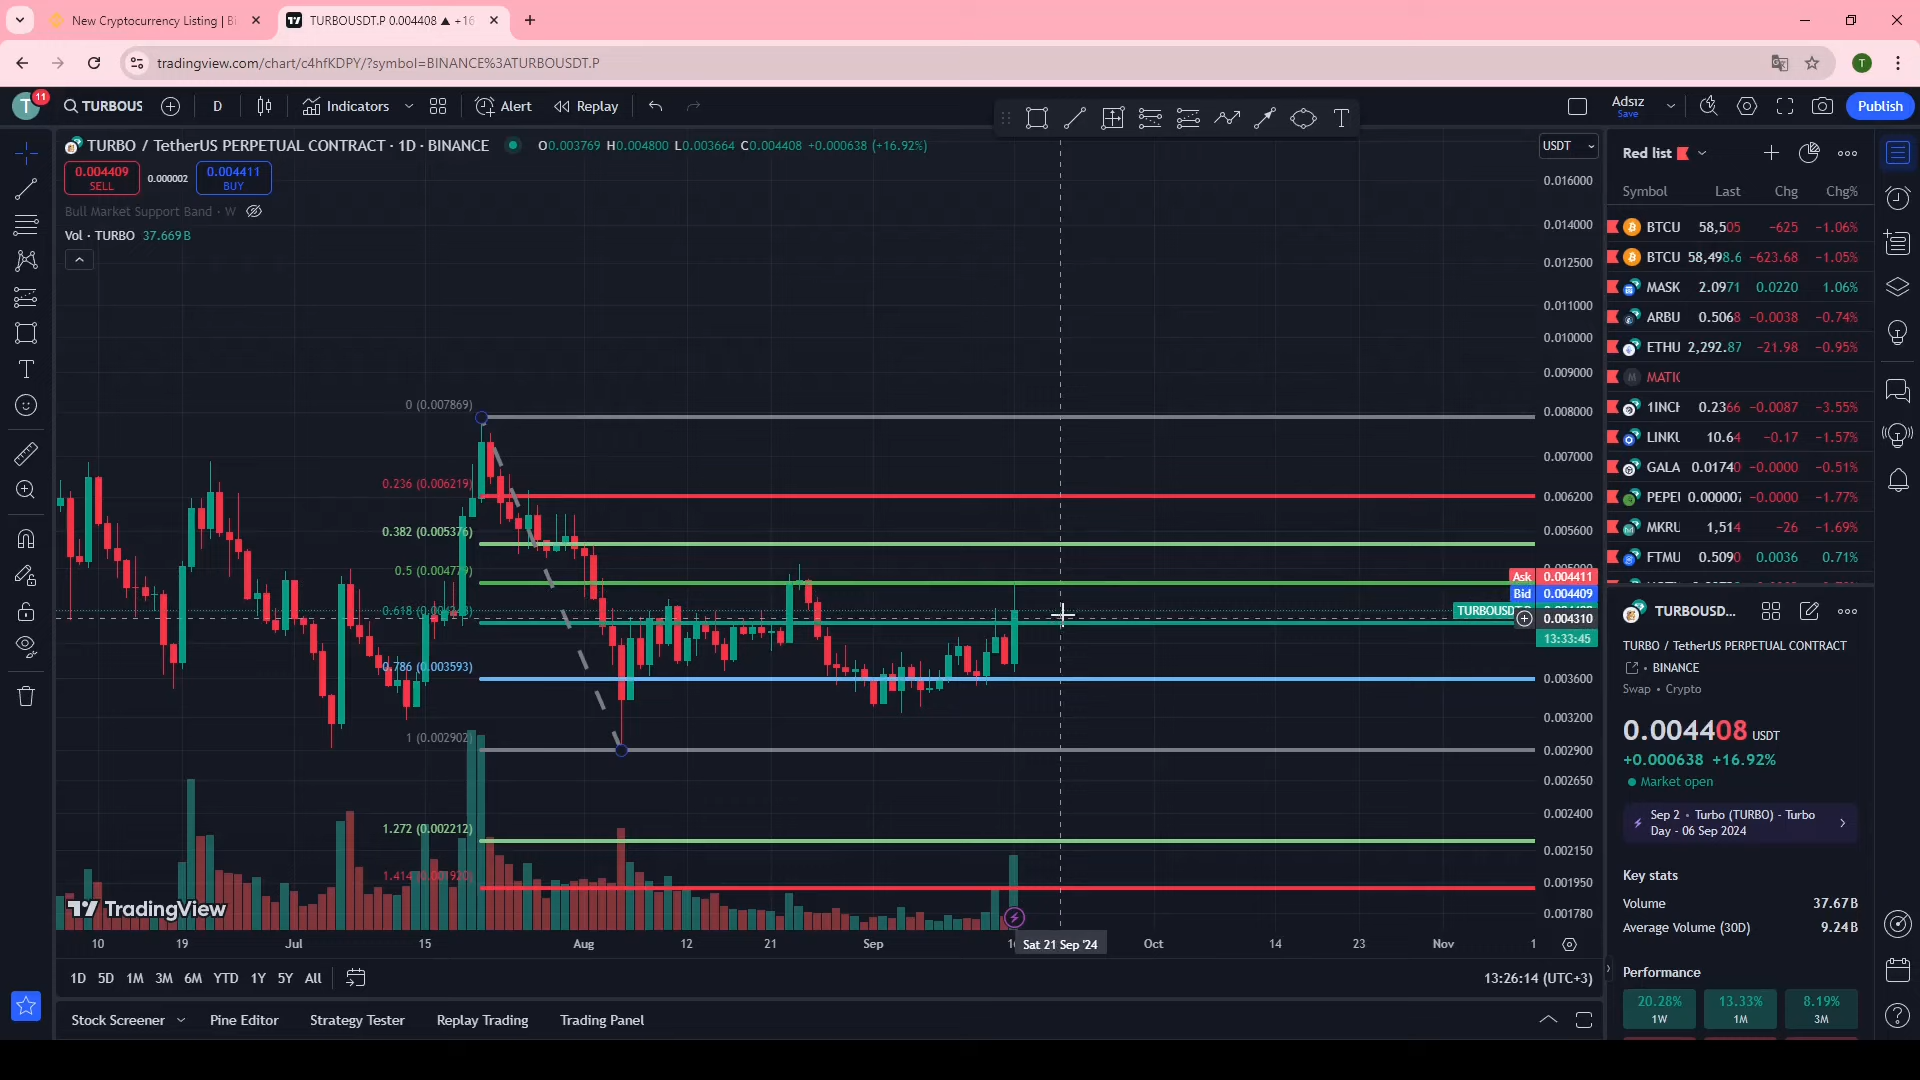 New Cryptocurrency Listing | Bi
TURBOUSDT.P 0.004408 ▲ +16
tradingview.com/chart/c4hfKDPY/?symbol=BINANCE%3ATURBOUSDT.P
T
T 11
TURBOUS
D
Indicators
Alert
Replay
Adsız
Save
Publish
TURBO / TetherUS PERPETUAL CONTRACT · 1D · BINANCE
O0.003769 H0.004800 L0.003664 C0.004408 +0.000638 (+16.92%)
0.004409
SELL
0.000002
0.004411
BUY
Bull Market Support Band · W
Vol · TURBO 37.669B
USDT
0.016000
0.014000
0.012500
0.011000
0.010000
0.009000
0.008000
0.007000
0.006200
0.005600
0.005000
Ask 0.004411
Bid 0.004409
0.004310
13:33:45
0.003600
0.003200
0.002900
0.002650
0.002400
0.002150
0.001950
0.001780
0 (0.007869)
0.236 (0.006219)
0.382 (0.005376)
0.5 (0.004779)
0.786 (0.003593)
1 (0.002902)
1.272 (0.002212)
1.414 (0.001920)
TradingView
10 19 Jul 15 Aug 12 21 Sep
Sat 21 Sep '24
Oct 14 23 Nov 1
1D 5D 1M 3M 6M YTD 1Y 5Y All
13:26:14 (UTC+3)
Stock Screener
Pine Editor
Strategy Tester
Replay Trading
Trading Panel
Red list
Symbol Last Chg Chg%
BTCU 58,505 −625 −1.06%
BTCU 58,498.6 −623.68 −1.05%
MASK 2.0971 0.0220 1.06%
ARBU 0.5068 −0.0038 −0.74%
ETHU 2,292.87 −21.98 −0.95%
MATIC
1INCH 0.2366 −0.0087 −3.55%
LINKU 10.64 −0.17 −1.57%
GALA 0.01740 −0.0000 −0.51%
PEPEU 0.000007 −0.0000 −1.77%
MKRU 1,514 −26 −1.69%
FTMU 0.5090 0.0036 0.71%
TURBOUSD...
TURBO / TetherUS PERPETUAL CONTRACT
BINANCE
Swap • Crypto
0.004408 USDT
+0.000638 +16.92%
Market open
Sep 2 • Turbo (TURBO) - Turbo
Day - 06 Sep 2024
Key stats
Volume 37.67B
Average Volume (30D) 9.24B
Performance
20.28%
1W
13.33%
1M
8.19%
3M